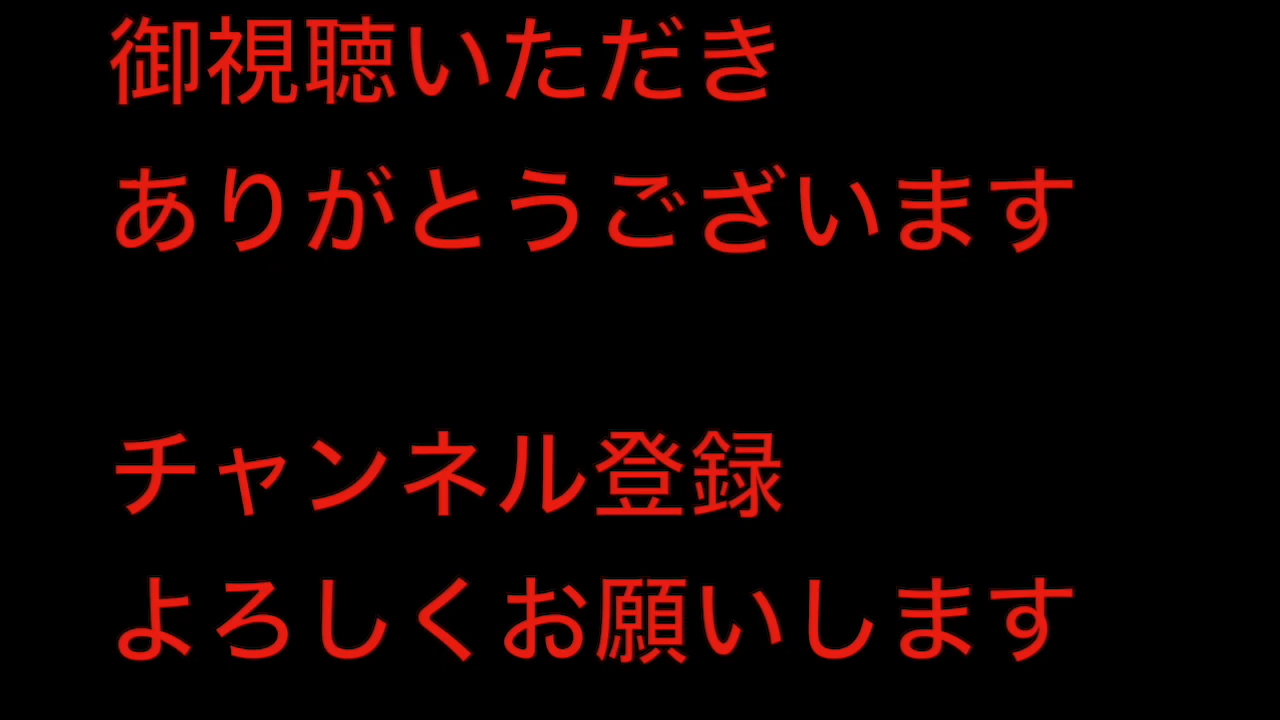 御視聴いただき
ありがとうございます
チャンネル登録
よろしくお願いします